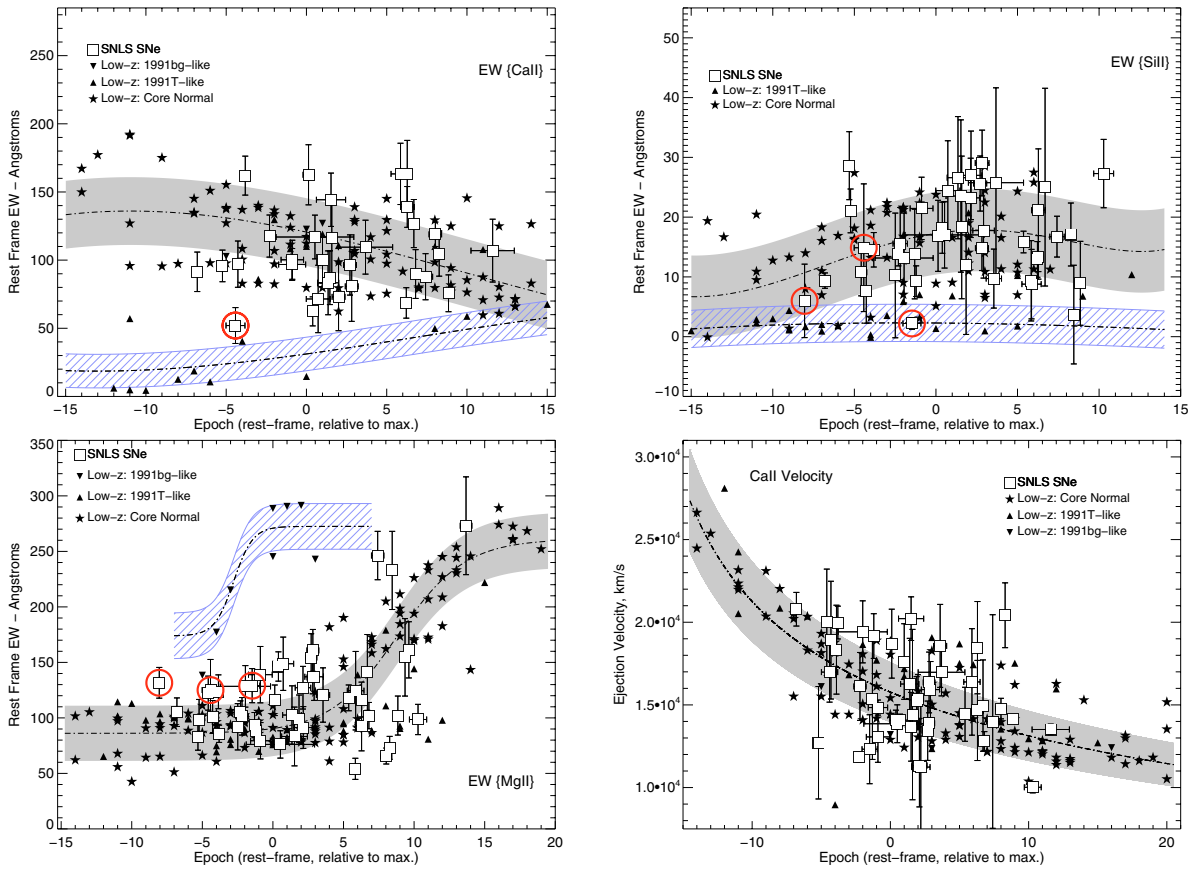 250
200
150
100
50
0
Rest Frame EW − Angstroms
SNLS SNe
Low−z: 1991bg−like
Low−z: 1991T−like
Low−z: Core Normal
EW {CaII}
−15 −10 −5 0 5 10 15
Epoch (rest−frame, relative to max.)
50
40
30
20
10
0
−10
Rest Frame EW − Angstroms
SNLS SNe
Low−z: 1991T−like
Low−z: Core Normal
EW {SiII}
−15 −10 −5 0 5 10 15
Epoch (rest−frame, relative to max.)
350
300
250
200
150
100
50
0
Rest Frame EW − Angstroms
SNLS SNe
Low−z: 1991bg−like
Low−z: 1991T−like
Low−z: Core Normal
EW {MgII}
−15 −10 −5 0 5 10 15 20
Epoch (rest−frame, relative to max.)
3.0•10⁴
2.5•10⁴
2.0•10⁴
1.5•10⁴
1.0•10⁴
Ejection Velocity, km/s
CaII Velocity
SNLS SNe
Low−z: Core Normal
Low−z: 1991T−like
Low−z: 1991bg−like
−10 0 10 20
Epoch (rest−frame, relative to max.)